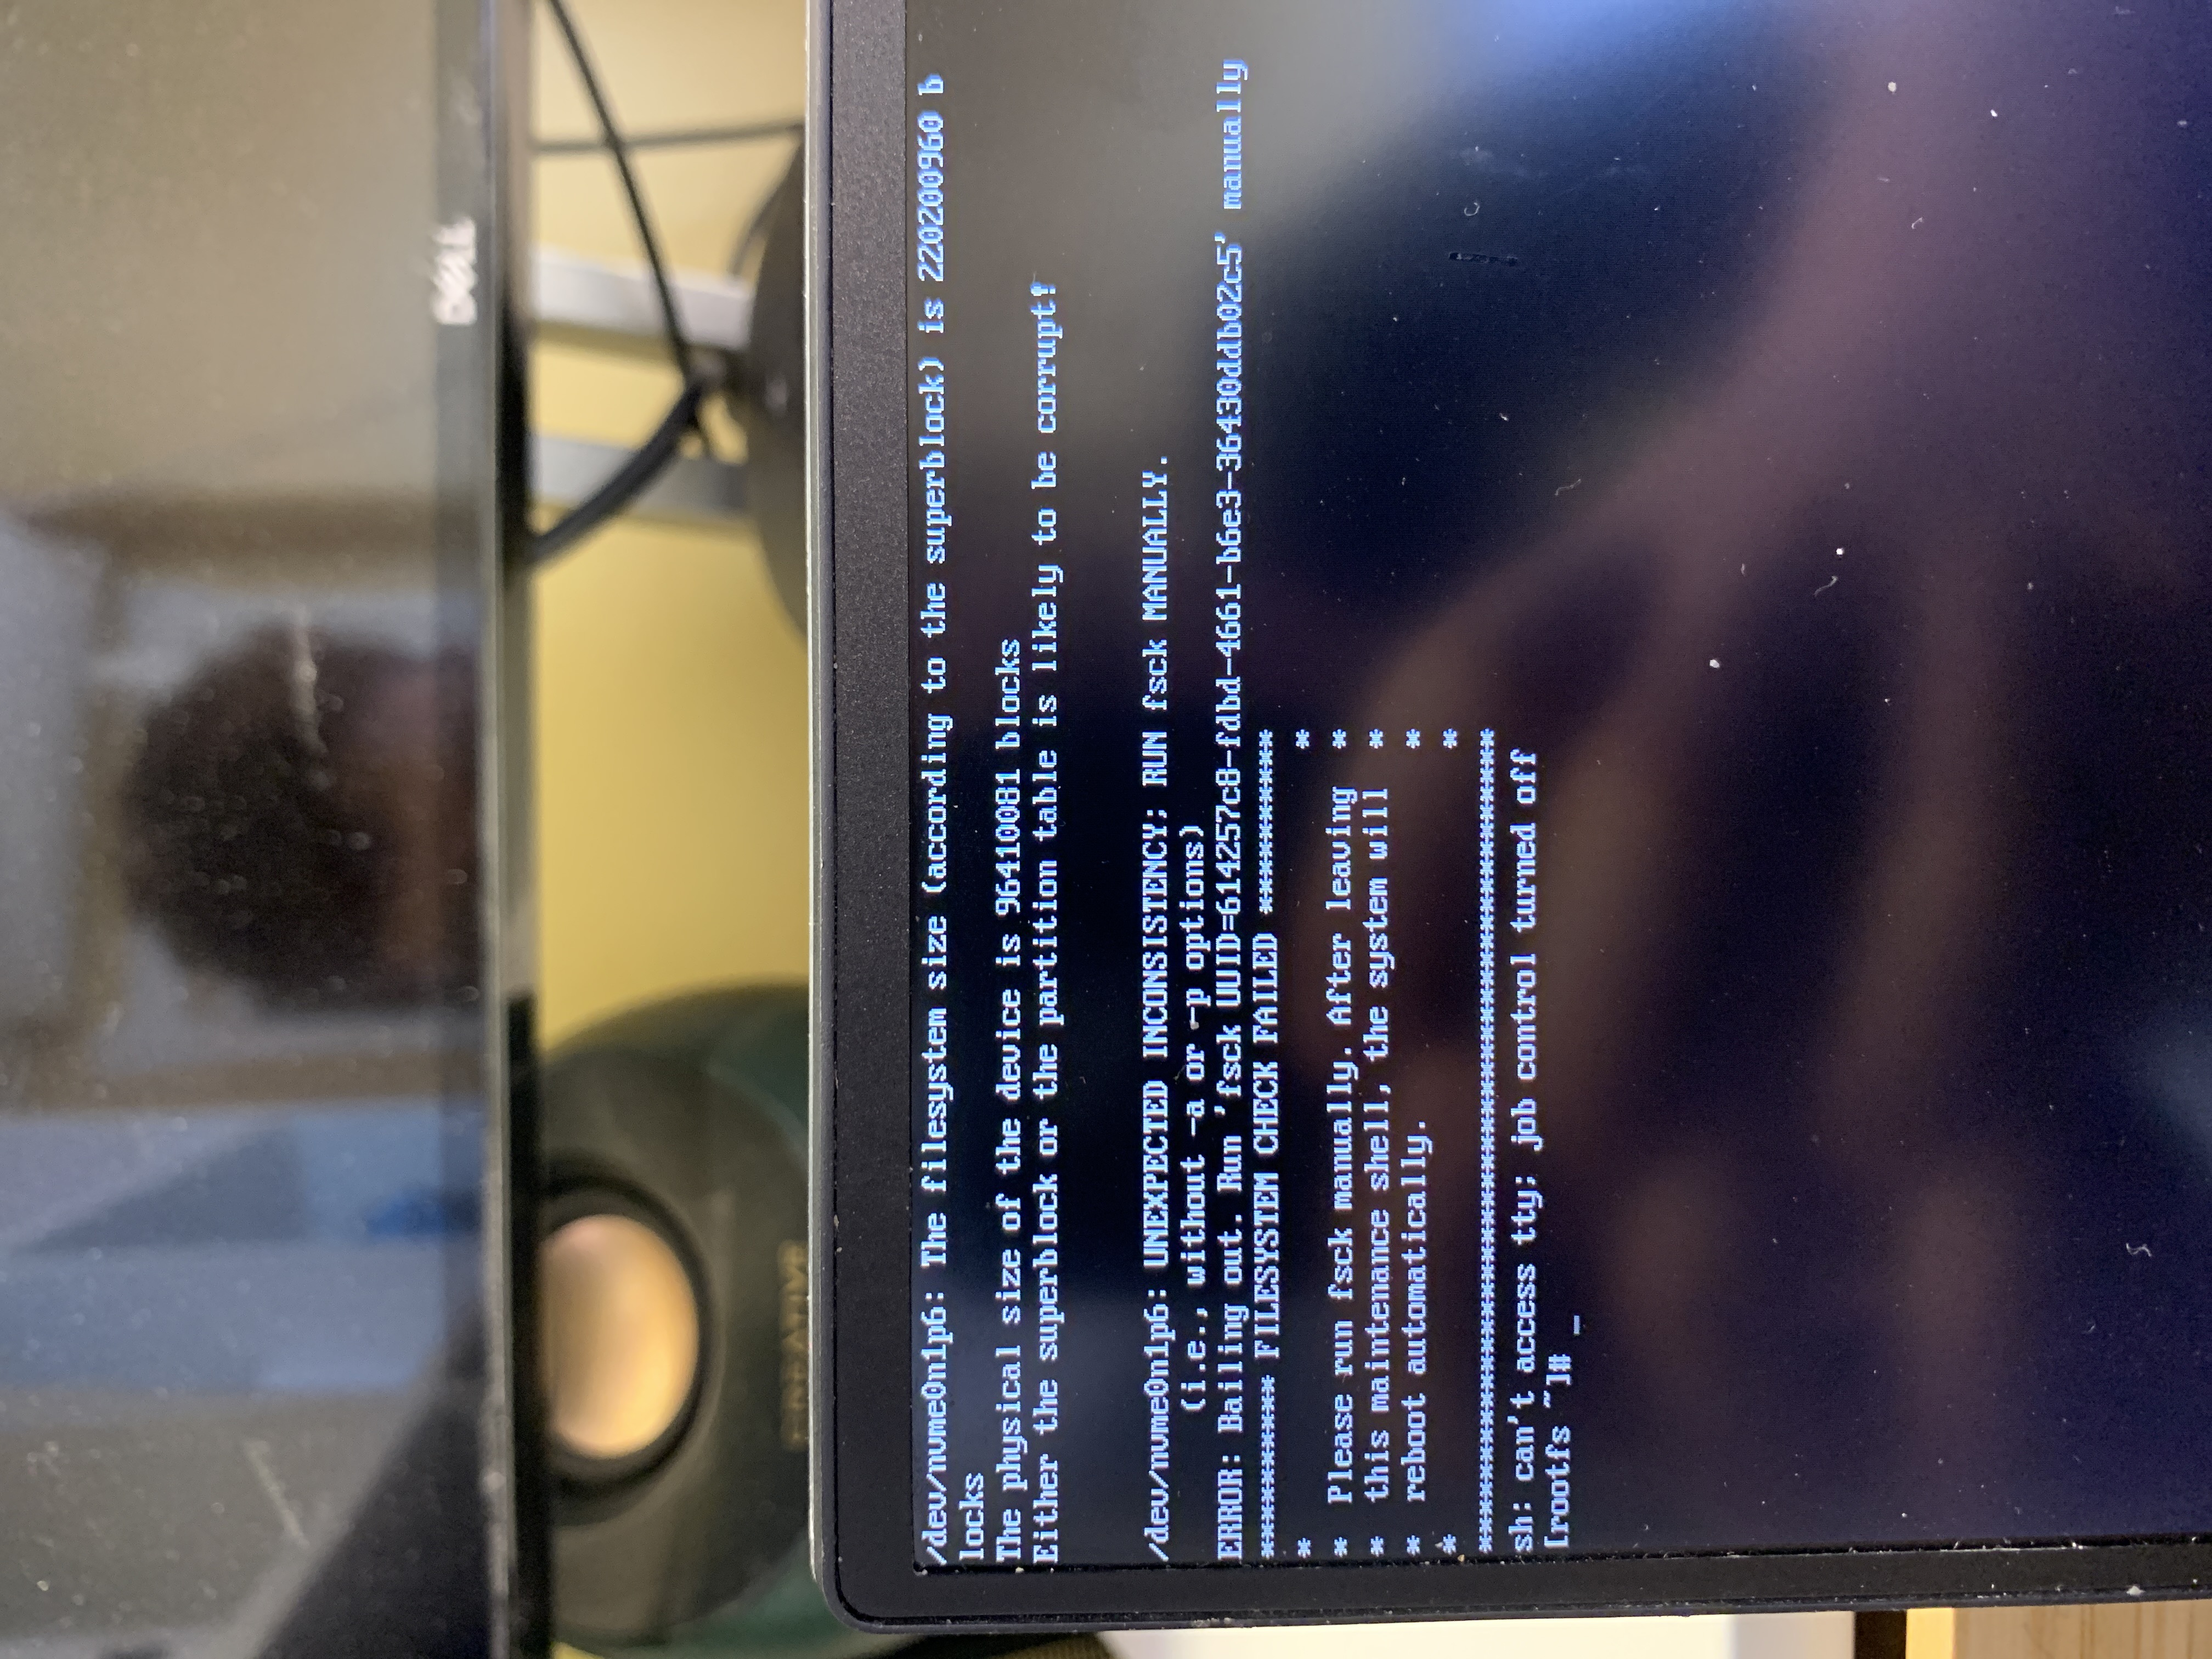 DELL
CREATIVE
/dev/nvme0n1p6: The filesystem size (according to the superblock) is 220200960 b
locks
The physical size of the device is 96410081 blocks
Either the superblock or the partition table is likely to be corrupt!
/dev/nvme0n1p6: UNEXPECTED INCONSISTENCY; RUN fsck MANUALLY.
(i.e., without -a or -p options)
ERROR: Bailing out. Run 'fsck UUID=614257c8-fdbd-4661-b6e3-36430ddb02c5' manually
********** FILESYSTEM CHECK FAILED **********
*                                           *
*  Please run fsck manually. After leaving  *
*  this maintenance shell, the system will  *
*  reboot automatically.                    *
*                                           *
*********************************************
sh: can't access tty; job control turned off
[rootfs ~]# _